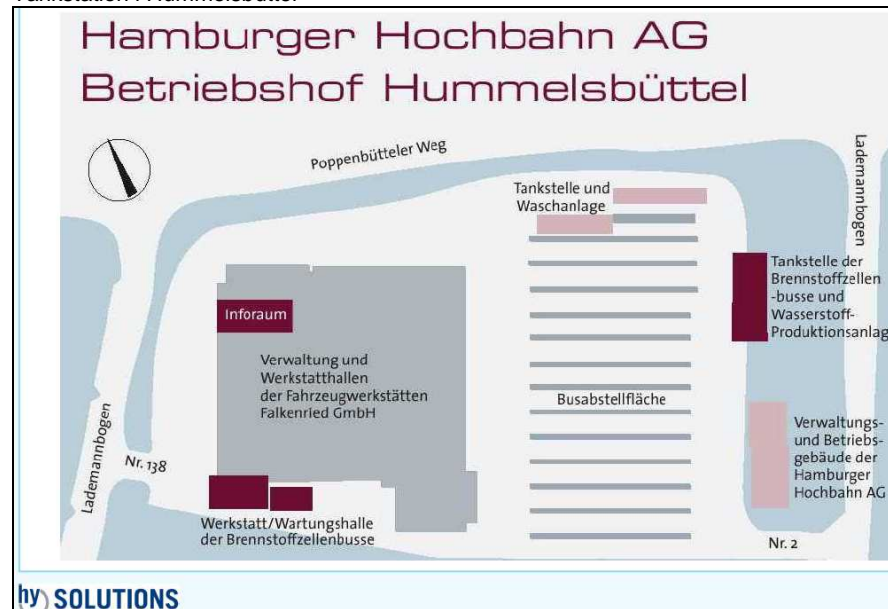 Tankstation : Hummelsbüttel
Hamburger Hochbahn AG
Betriebshof Hummelsbüttel
Poppenbütteler Weg
Lademannbogen
Tankstelle und
Waschanlage
Tankstelle der
Brennstoffzellen
-busse und
Wasserstoff-
Produktionsanlag
Inforaum
Verwaltung und
Werkstatthallen
der Fahrzeugwerkstätten
Falkenried GmbH
Busabstellfläche
Lademannbogen
Nr. 138
Verwaltungs-
und Betriebs-
gebäude der
Hamburger
Hochbahn AG
Werkstatt/Wartungshalle
der Brennstoffzellenbusse
Nr. 2
hy SOLUTIONS